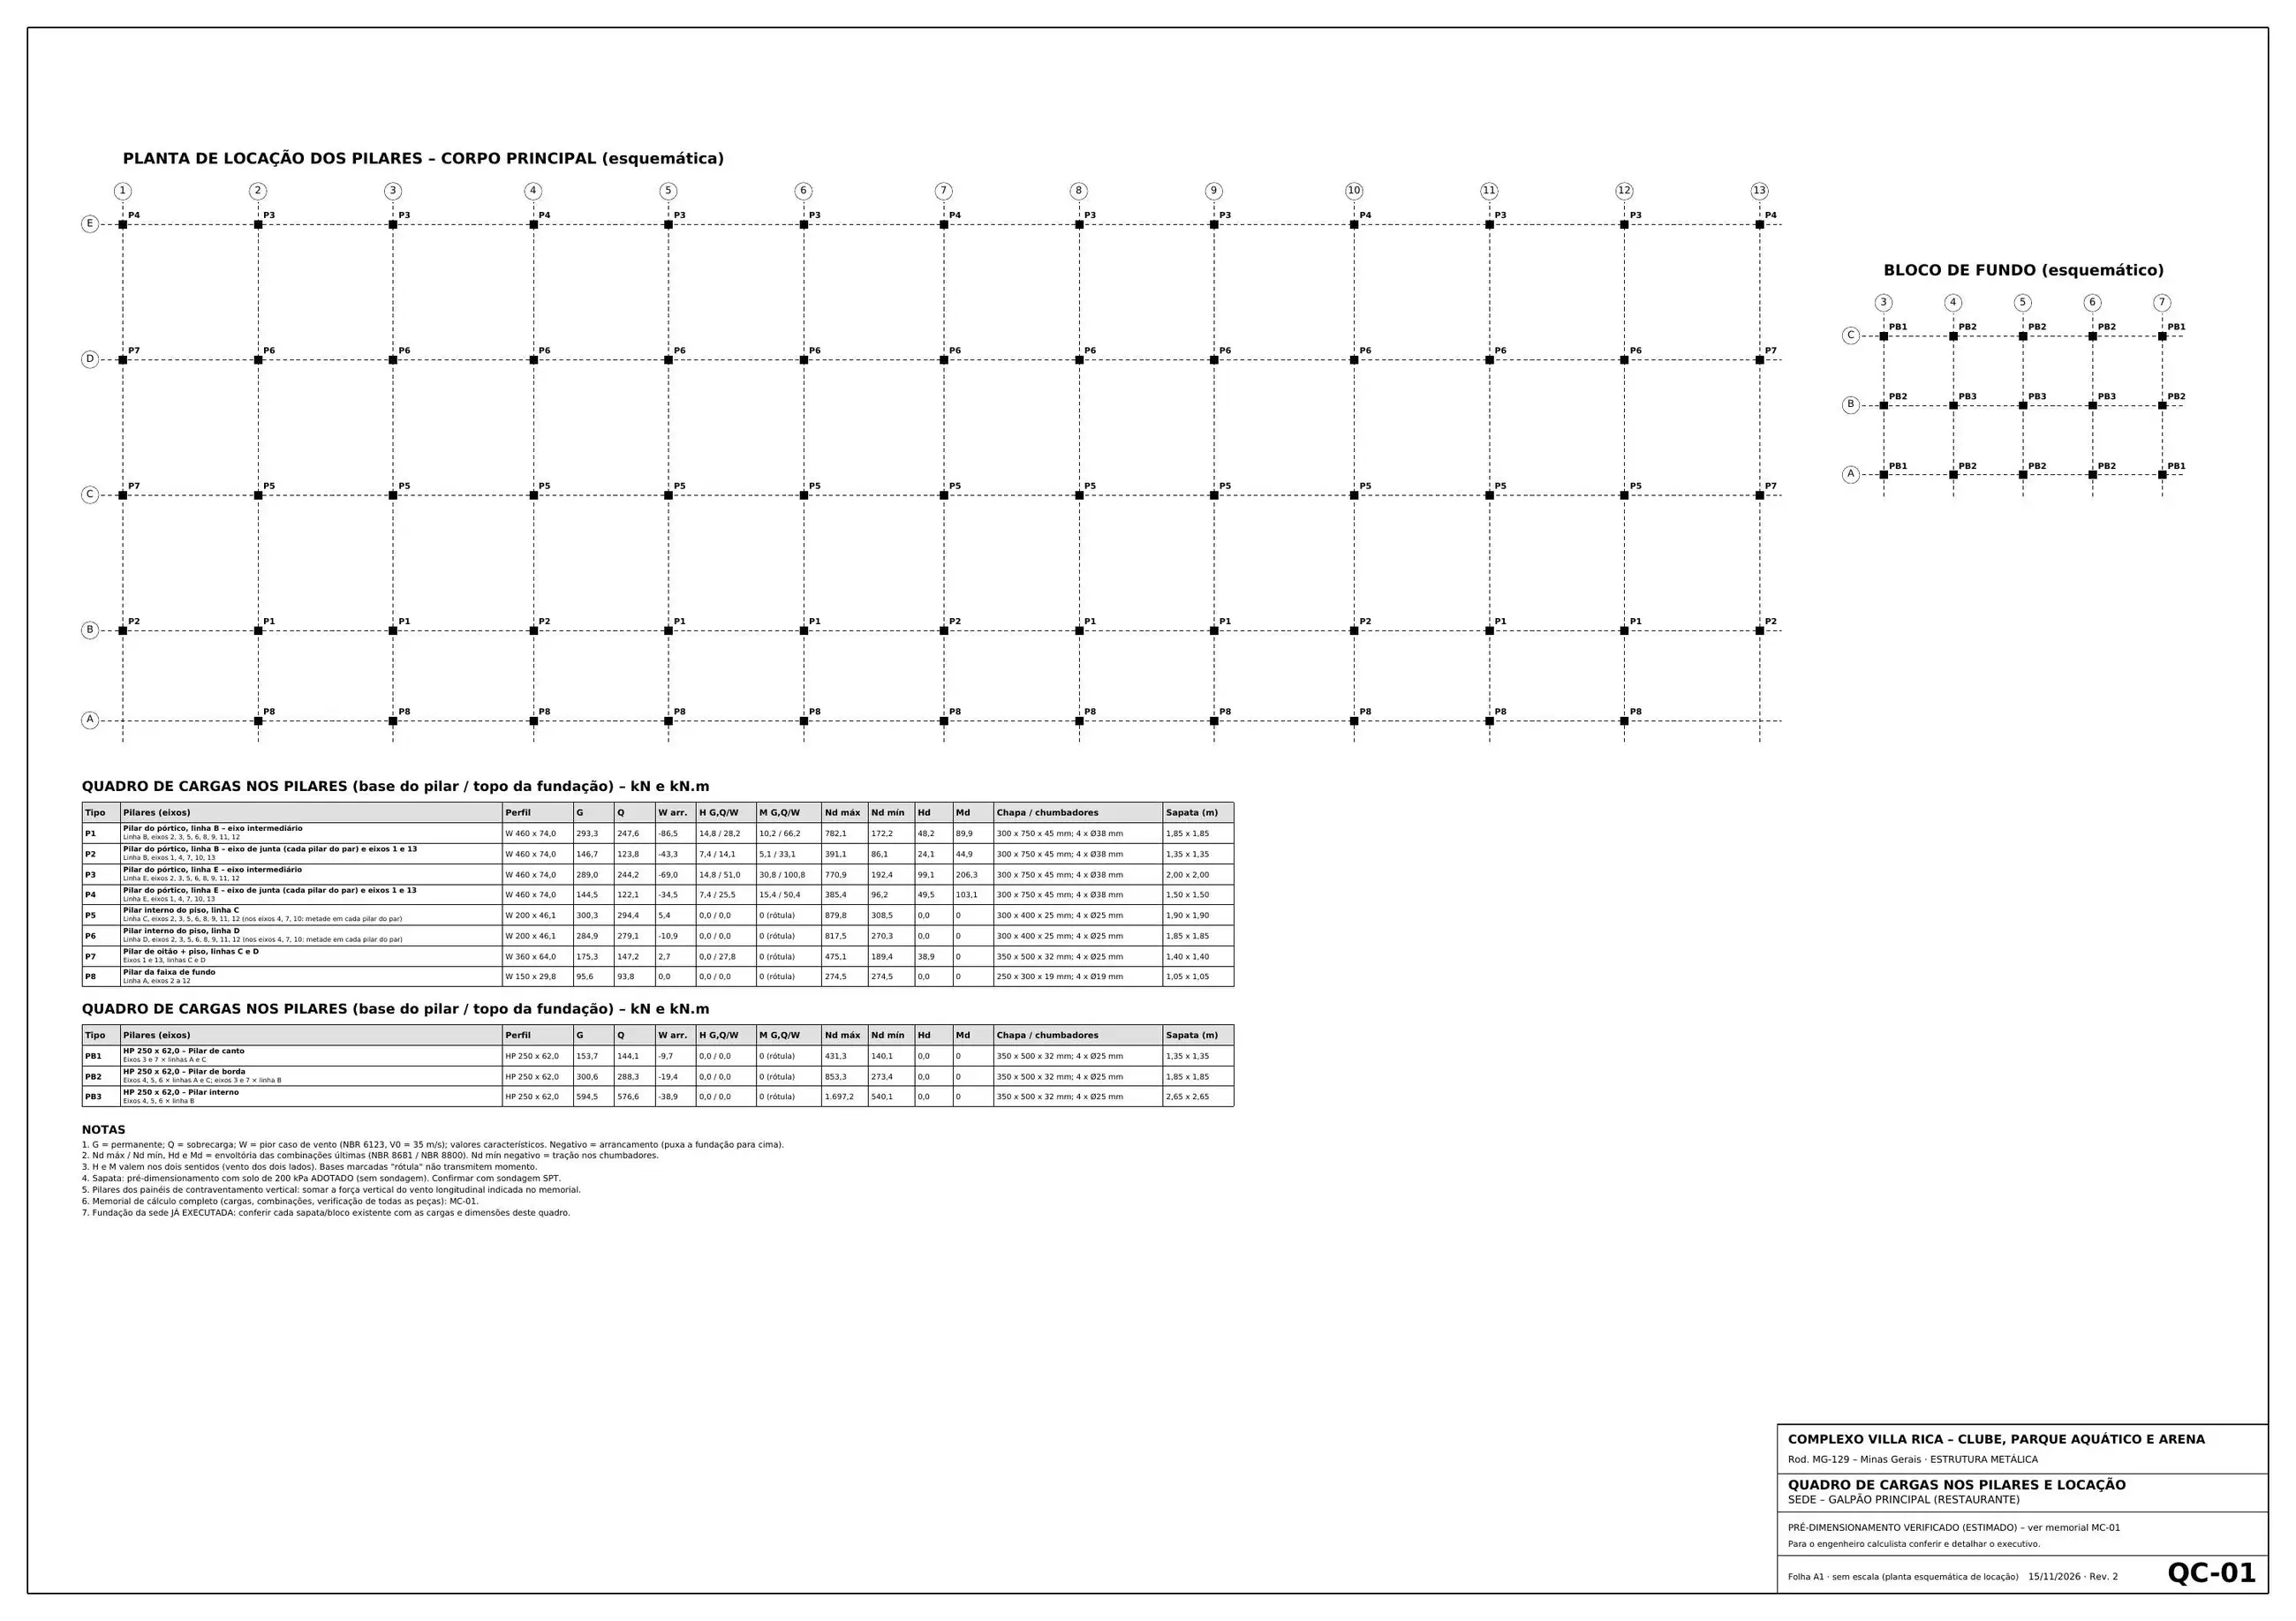 PLANTA DE LOCAÇÃO DOS PILARES – CORPO PRINCIPAL (esquemática)
1 2 3 4 5 6 7 8 9 10 11 12 13
E P4 P3 P3 P4 P3 P3 P4 P3 P3 P4 P3 P3 P4
D P7 P6 P6 P6 P6 P6 P6 P6 P6 P6 P6 P6 P7
C P7 P5 P5 P5 P5 P5 P5 P5 P5 P5 P5 P5 P7
B P2 P1 P1 P2 P1 P1 P2 P1 P1 P2 P1 P1 P2
A P8 P8 P8 P8 P8 P8 P8 P8 P8 P8 P8
BLOCO DE FUNDO (esquemático)
3 4 5 6 7
C PB1 PB2 PB2 PB2 PB1
B PB2 PB3 PB3 PB3 PB2
A PB1 PB2 PB2 PB2 PB1
QUADRO DE CARGAS NOS PILARES (base do pilar / topo da fundação) – kN e kN.m
Tipo Pilares (eixos) Perfil G Q W arr. H G,Q/W M G,Q/W Nd máx Nd mín Hd Md Chapa / chumbadores Sapata (m)
P1 Pilar do pórtico, linha B – eixo intermediário W 460 x 74,0 293,3 247,6 -86,5 14,8 / 28,2 10,2 / 66,2 782,1 172,2 48,2 89,9 300 x 750 x 45 mm; 4 x Ø38 mm 1,85 x 1,85
Linha B, eixos 2, 3, 5, 6, 8, 9, 11, 12
P2 Pilar do pórtico, linha B – eixo de junta (cada pilar do par) e eixos 1 e 13 W 460 x 74,0 146,7 123,8 -43,3 7,4 / 14,1 5,1 / 33,1 391,1 86,1 24,1 44,9 300 x 750 x 45 mm; 4 x Ø38 mm 1,35 x 1,35
Linha B, eixos 1, 4, 7, 10, 13
P3 Pilar do pórtico, linha E – eixo intermediário W 460 x 74,0 289,0 244,2 -69,0 14,8 / 51,0 30,8 / 100,8 770,9 192,4 99,1 206,3 300 x 750 x 45 mm; 4 x Ø38 mm 2,00 x 2,00
Linha E, eixos 2, 3, 5, 6, 8, 9, 11, 12
P4 Pilar do pórtico, linha E – eixo de junta (cada pilar do par) e eixos 1 e 13 W 460 x 74,0 144,5 122,1 -34,5 7,4 / 25,5 15,4 / 50,4 385,4 96,2 49,5 103,1 300 x 750 x 45 mm; 4 x Ø38 mm 1,50 x 1,50
Linha E, eixos 1, 4, 7, 10, 13
P5 Pilar interno do piso, linha C W 200 x 46,1 300,3 294,4 5,4 0,0 / 0,0 0 (rótula) 879,8 308,5 0,0 0 300 x 400 x 25 mm; 4 x Ø25 mm 1,90 x 1,90
Linha C, eixos 2, 3, 5, 6, 8, 9, 11, 12 (nos eixos 4, 7, 10: metade em cada pilar do par)
P6 Pilar interno do piso, linha D W 200 x 46,1 284,9 279,1 -10,9 0,0 / 0,0 0 (rótula) 817,5 270,3 0,0 0 300 x 400 x 25 mm; 4 x Ø25 mm 1,85 x 1,85
Linha D, eixos 2, 3, 5, 6, 8, 9, 11, 12 (nos eixos 4, 7, 10: metade em cada pilar do par)
P7 Pilar de oitão + piso, linhas C e D W 360 x 64,0 175,3 147,2 2,7 0,0 / 27,8 0 (rótula) 475,1 189,4 38,9 0 350 x 500 x 32 mm; 4 x Ø25 mm 1,40 x 1,40
Eixos 1 e 13, linhas C e D
P8 Pilar da faixa de fundo W 150 x 29,8 95,6 93,8 0,0 0,0 / 0,0 0 (rótula) 274,5 274,5 0,0 0 250 x 300 x 19 mm; 4 x Ø19 mm 1,05 x 1,05
Linha A, eixos 2 a 12
QUADRO DE CARGAS NOS PILARES (base do pilar / topo da fundação) – kN e kN.m
Tipo Pilares (eixos) Perfil G Q W arr. H G,Q/W M G,Q/W Nd máx Nd mín Hd Md Chapa / chumbadores Sapata (m)
PB1 HP 250 x 62,0 – Pilar de canto HP 250 x 62,0 153,7 144,1 -9,7 0,0 / 0,0 0 (rótula) 431,3 140,1 0,0 0 350 x 500 x 32 mm; 4 x Ø25 mm 1,35 x 1,35
Eixos 3 e 7 × linhas A e C
PB2 HP 250 x 62,0 – Pilar de borda HP 250 x 62,0 300,6 288,3 -19,4 0,0 / 0,0 0 (rótula) 853,3 273,4 0,0 0 350 x 500 x 32 mm; 4 x Ø25 mm 1,85 x 1,85
Eixos 4, 5, 6 × linhas A e C; eixos 3 e 7 × linha B
PB3 HP 250 x 62,0 – Pilar interno HP 250 x 62,0 594,5 576,6 -38,9 0,0 / 0,0 0 (rótula) 1.697,2 540,1 0,0 0 350 x 500 x 32 mm; 4 x Ø25 mm 2,65 x 2,65
Eixos 4, 5, 6 × linha B
NOTAS
1. G = permanente; Q = sobrecarga; W = pior caso de vento (NBR 6123, V0 = 35 m/s); valores característicos. Negativo = arrancamento (puxa a fundação para cima).
2. Nd máx / Nd mín, Hd e Md = envoltória das combinações últimas (NBR 8681 / NBR 8800). Nd mín negativo = tração nos chumbadores.
3. H e M valem nos dois sentidos (vento dos dois lados). Bases marcadas "rótula" não transmitem momento.
4. Sapata: pré-dimensionamento com solo de 200 kPa ADOTADO (sem sondagem). Confirmar com sondagem SPT.
5. Pilares dos painéis de contraventamento vertical: somar a força vertical do vento longitudinal indicada no memorial.
6. Memorial de cálculo completo (cargas, combinações, verificação de todas as peças): MC-01.
7. Fundação da sede JÁ EXECUTADA: conferir cada sapata/bloco existente com as cargas e dimensões deste quadro.
COMPLEXO VILLA RICA – CLUBE, PARQUE AQUÁTICO E ARENA
Rod. MG-129 – Minas Gerais · ESTRUTURA METÁLICA
QUADRO DE CARGAS NOS PILARES E LOCAÇÃO
SEDE – GALPÃO PRINCIPAL (RESTAURANTE)
PRÉ-DIMENSIONAMENTO VERIFICADO (ESTIMADO) – ver memorial MC-01
Para o engenheiro calculista conferir e detalhar o executivo.
Folha A1 · sem escala (planta esquemática de locação) 15/11/2026 · Rev. 2 QC-01